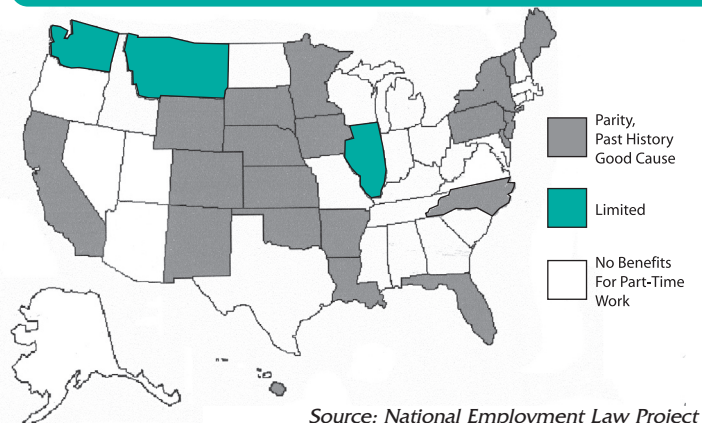 Parity,
Past History
Good Cause
Limited
No Benefits
For Part-Time
Work
Source: National Employment Law Project